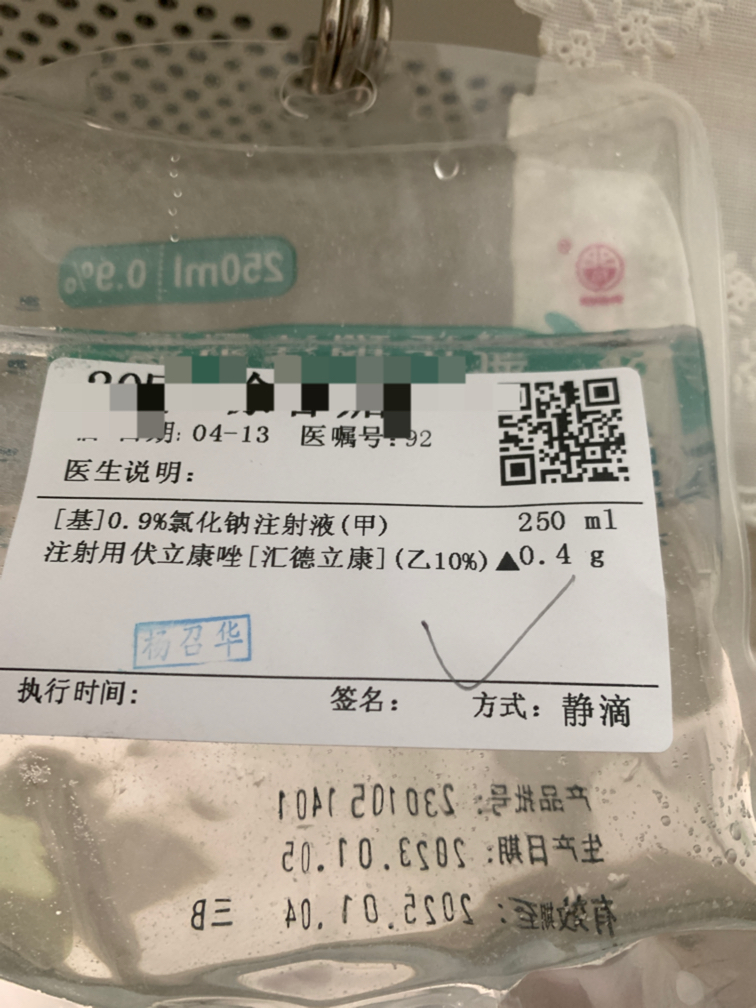 250ml 0.9%
期: 04-13 医嘱号: 92
医生说明:
[基]0.9%氯化钠注射液(甲) 250 ml
注射用伏立康唑[汇德立康](乙10%)▲0.4 g
杨召华
执行时间: 签名: 方式: 静滴
产品批号: 2301051401
生产日期: 2023.01.05
有效期至: 2025.01.04 三B